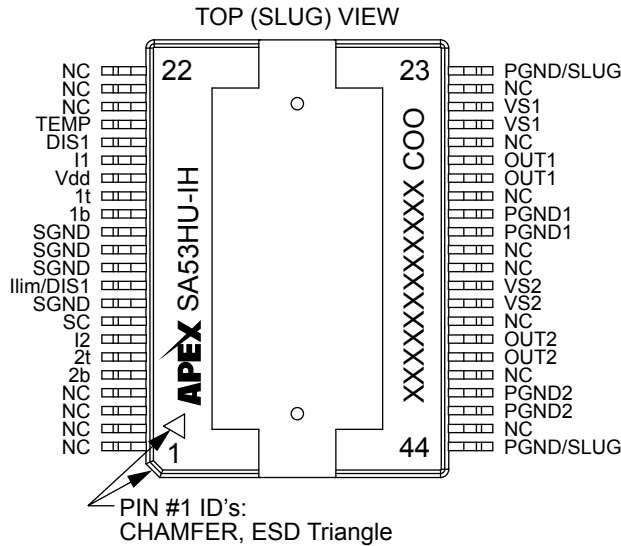 TOP (SLUG) VIEW
22
23
NC
NC
NC
TEMP
DIS1
I1
Vdd
1t
1b
SGND
SGND
SGND
Ilim/DIS1
SGND
SC
I2
2t
2b
NC
NC
NC
NC
APEX SA53HU-IH
XXXXXXXXXX COO
PGND/SLUG
NC
VS1
VS1
NC
OUT1
OUT1
NC
PGND1
PGND1
NC
NC
VS2
VS2
NC
OUT2
OUT2
NC
PGND2
PGND2
NC
PGND/SLUG
1
44
PIN #1 ID's:
CHAMFER, ESD Triangle